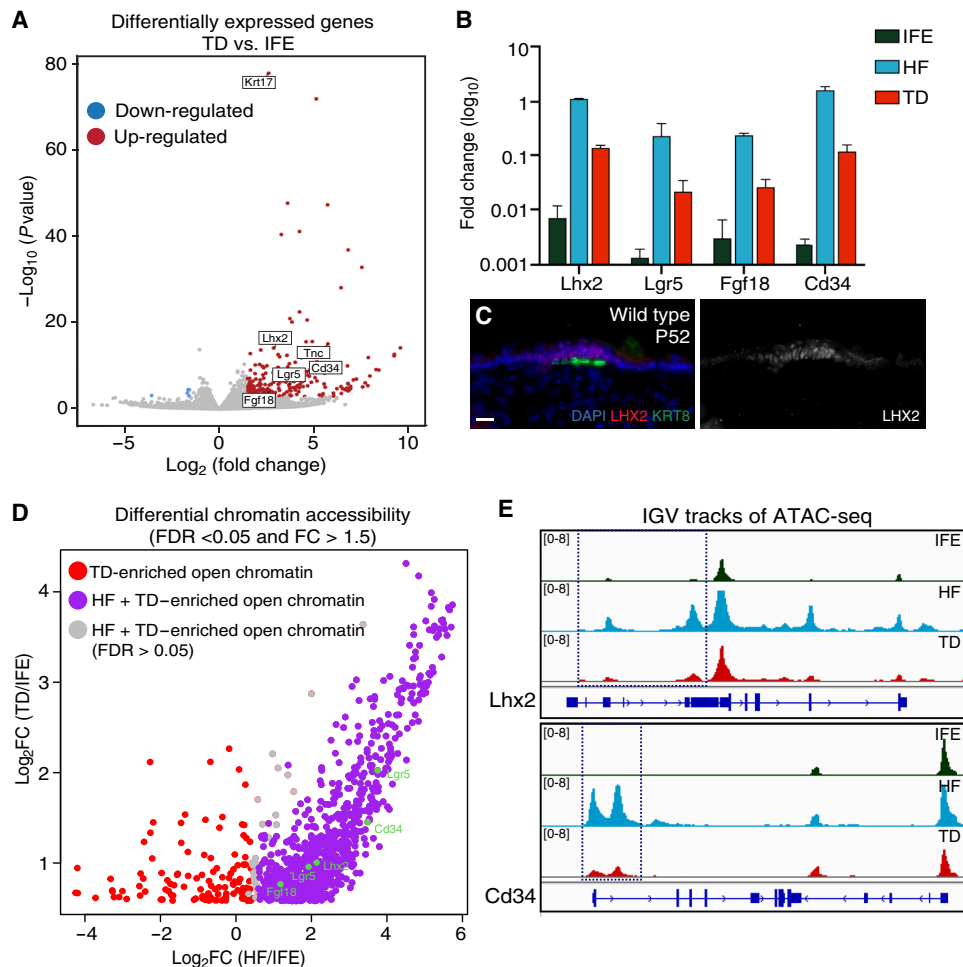 A
Differentially expressed genes
TD vs. IFE
80
60
40
20
0
−Log10 (P value)
Down-regulated
Up-regulated
Krt17
Lhx2
Tnc
Cd34
Lgr5
Fgf18
−5
0
5
10
Log2 (fold change)
B
IFE
HF
TD
Fold change (log10)
10
1
0.1
0.01
0.001
Lhx2
Lgr5
Fgf18
Cd34
C
Wild type
P52
DAPI LHX2 KRT8
LHX2
D
Differential chromatin accessibility
(FDR <0.05 and FC > 1.5)
TD-enriched open chromatin
HF + TD−enriched open chromatin
HF + TD−enriched open chromatin
(FDR > 0.05)
Log2FC (TD/IFE)
4
3
2
1
Lgr5
Cd34
Lhx2
Lgr5
Fgf18
−4
−2
0
2
4
6
Log2FC (HF/IFE)
E
IGV tracks of ATAC-seq
[0-8]
IFE
[0-8]
HF
[0-8]
TD
Lhx2
[0-8]
IFE
[0-8]
HF
[0-8]
TD
Cd34